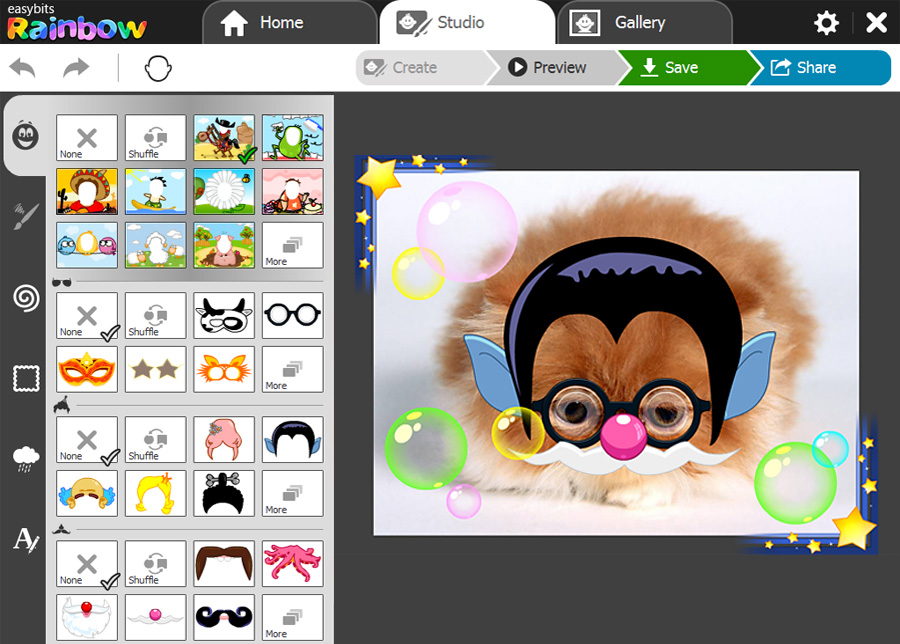 easybits
Rainbow
Home
Studio
Gallery
Create
Preview
Save
Share
None
Shuffle
More
None
Shuffle
More
None
Shuffle
More
None
Shuffle
More